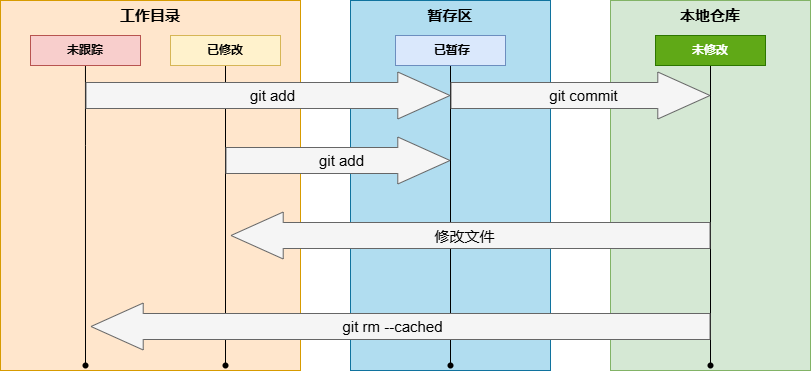 工作目录
暂存区
本地仓库
未跟踪
已修改
已暂存
未修改
git add
git commit
git add
修改文件
git rm --cached